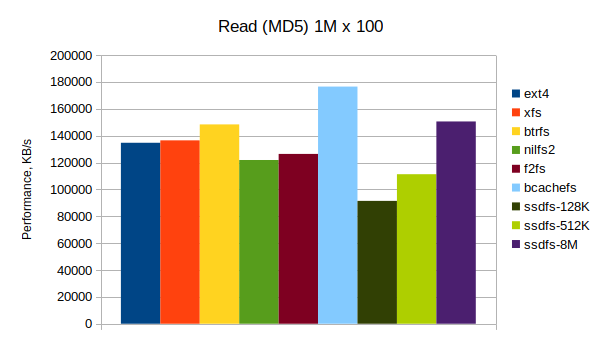 Read (MD5) 1M x 100
Performance, KB/s
200000
180000
160000
140000
120000
100000
80000
60000
40000
20000
0
ext4
xfs
btrfs
nilfs2
f2fs
bcachefs
ssdfs-128K
ssdfs-512K
ssdfs-8M